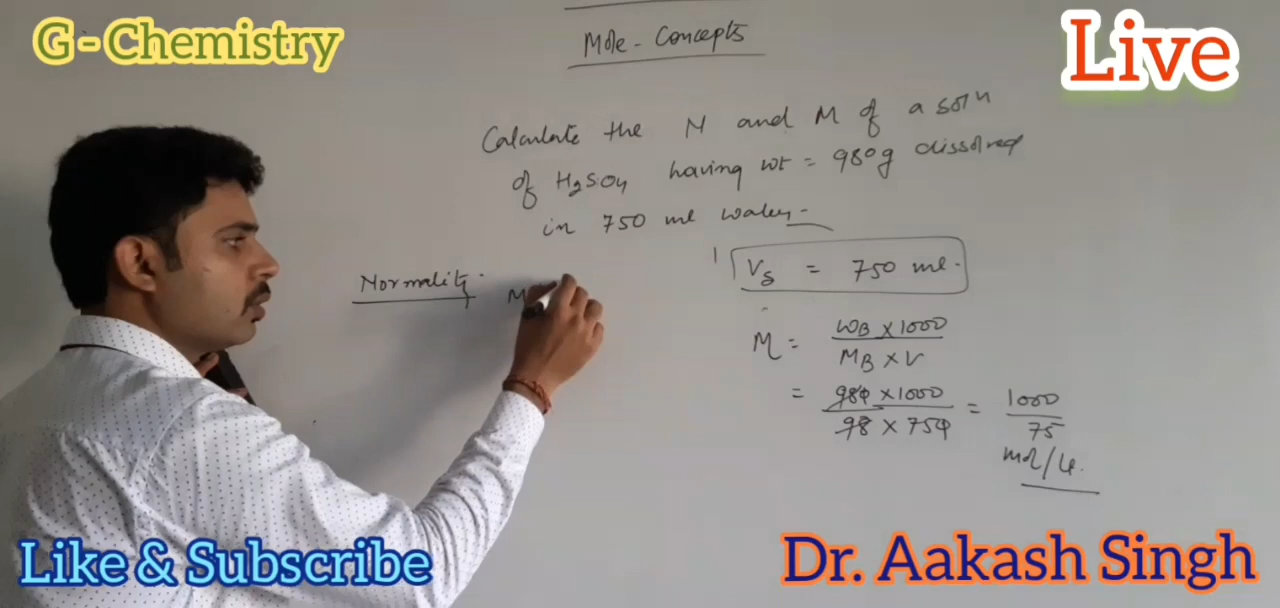 G - Chemistry
Live
Mole - Concepts
Calculate the N and M of a soln
of H2SO4 having wt = 980g dissolved
in 750 ml water -
Vs = 750 ml.
Normality.
M =
M = WB x 1000
MB x V
= 980 x 1000
98 x 750
= 1000
75
mol/
Like & Subscribe
Dr. Aakash Singh